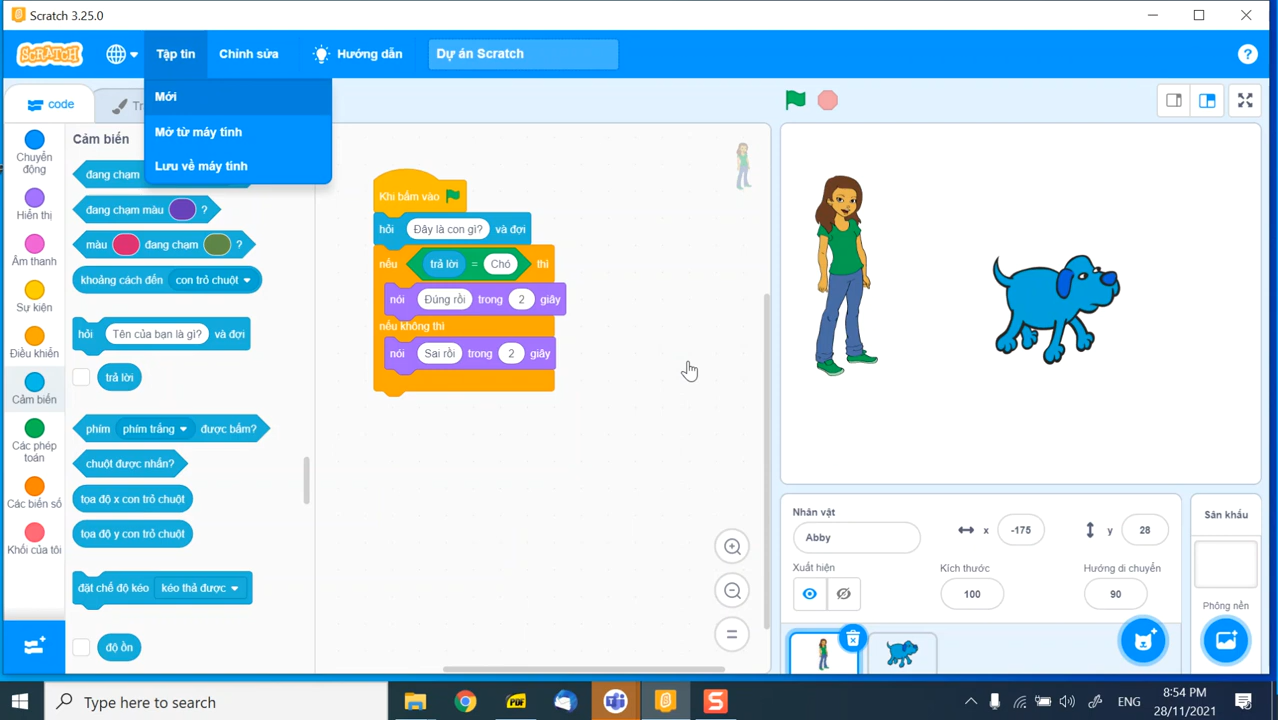 Scratch 3.25.0
SCRATCH
Tập tin
Chỉnh sửa
Hướng dẫn
Dự án Scratch
?
Mới
Mở từ máy tính
Lưu về máy tính
code
Tr
Chuyển động
Hiển thị
Âm thanh
Sự kiện
Điều khiển
Cảm biến
Các phép toán
Các biến số
Khối của tôi
Cảm biến
đang chạm
đang chạm màu ?
màu đang chạm ?
khoảng cách đến con trỏ chuột
hỏi Tên của bạn là gì? và đợi
trả lời
phím phím trắng được bấm?
chuột được nhấn?
tọa độ x con trỏ chuột
tọa độ y con trỏ chuột
đặt chế độ kéo kéo thả được
độ ồn
Khi bấm vào
hỏi Đây là con gì? và đợi
nếu trả lời = Chó thì
nói Đúng rồi trong 2 giây
nếu không thì
nói Sai rồi trong 2 giây
Nhân vật
Abby
x -175
y 28
Xuất hiện
Kích thước
100
Hướng di chuyển
90
Sân khấu
Phông nền
Type here to search
PDF
S
ENG
8:54 PM
28/11/2021